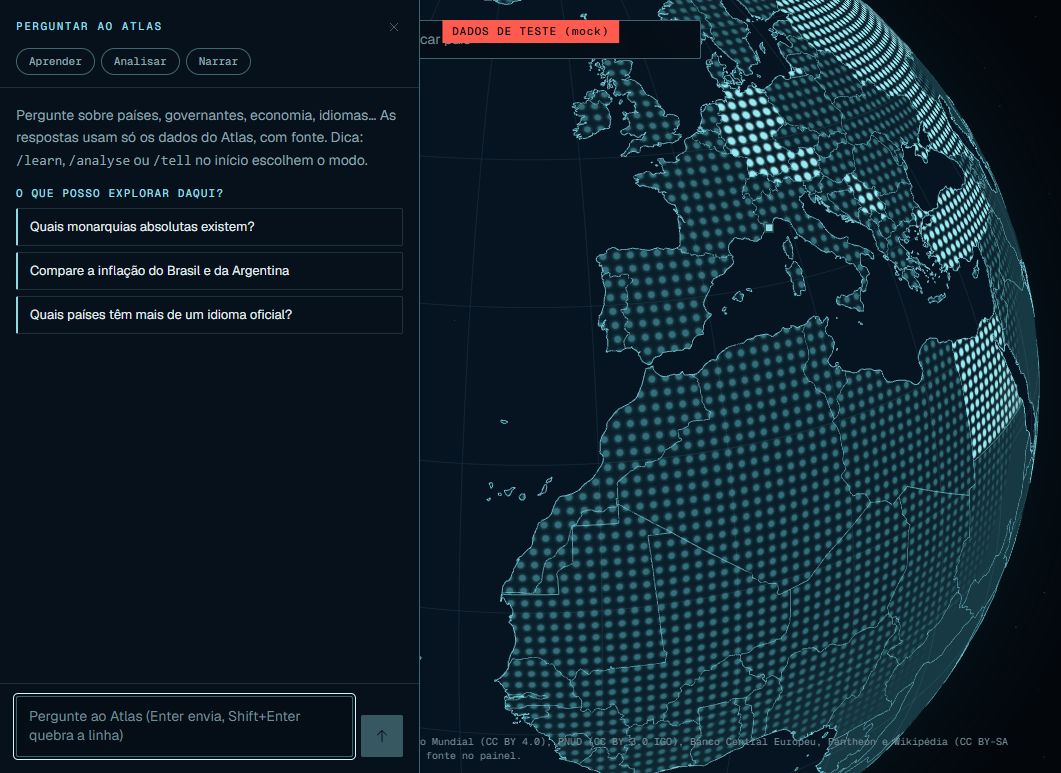 PERGUNTAR AO ATLAS
Aprender Analisar Narrar
Pergunte sobre países, governantes, economia, idiomas… As
respostas usam só os dados do Atlas, com fonte. Dica:
/learn, /analyse ou /tell no início escolhem o modo.
O QUE POSSO EXPLORAR DAQUI?
Quais monarquias absolutas existem?
Compare a inflação do Brasil e da Argentina
Quais países têm mais de um idioma oficial?
Pergunte ao Atlas (Enter envia, Shift+Enter
quebra a linha)
DADOS DE TESTE (mock)
car país
o Mundial (CC BY 4.0), PNUD (CC BY 3.0 IGO), Banco Central Europeu, Pantheon e Wikipédia (CC BY-SA
fonte no painel.